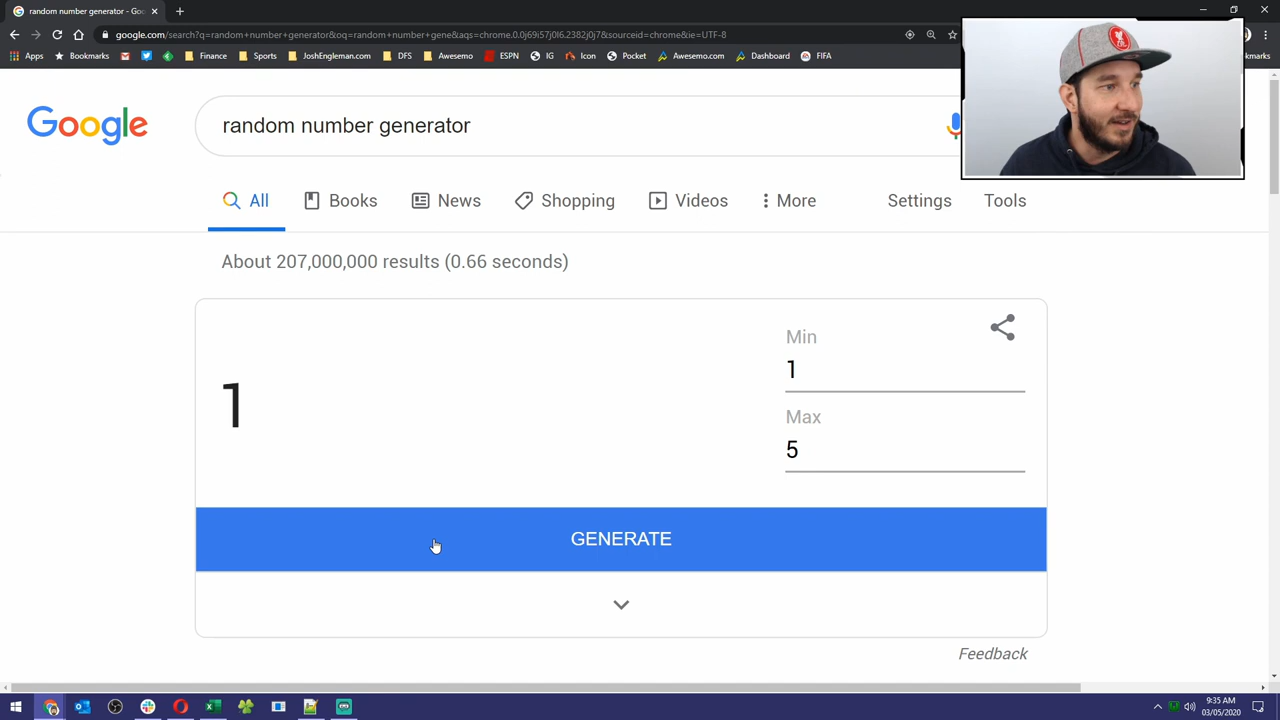 random number generator - Goo
google.com/search?q=random+number+generator&oq=random+number+gene&aqs=chrome.0.0j69i57j0l6.2382j0j7&sourceid=chrome&ie=UTF-8
Apps
Bookmarks
Finance
Sports
JoshEngleman.com
DFS
Awesemo
ESPN
IG
Icon
Pocket
Awesemo.com
Dashboard
FIFA
kmarks
Google
random number generator
All
Books
News
Shopping
Videos
More
Settings
Tools
About 207,000,000 results (0.66 seconds)
Min
1
1
Max
5
GENERATE
Feedback
9:35 AM
03/05/2020